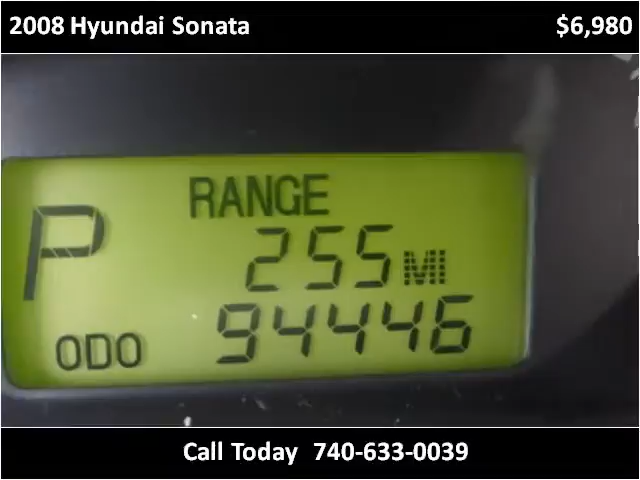 2008 Hyundai Sonata $6,980
RANGE
P 255 MI
ODO 94446
Call Today 740-633-0039